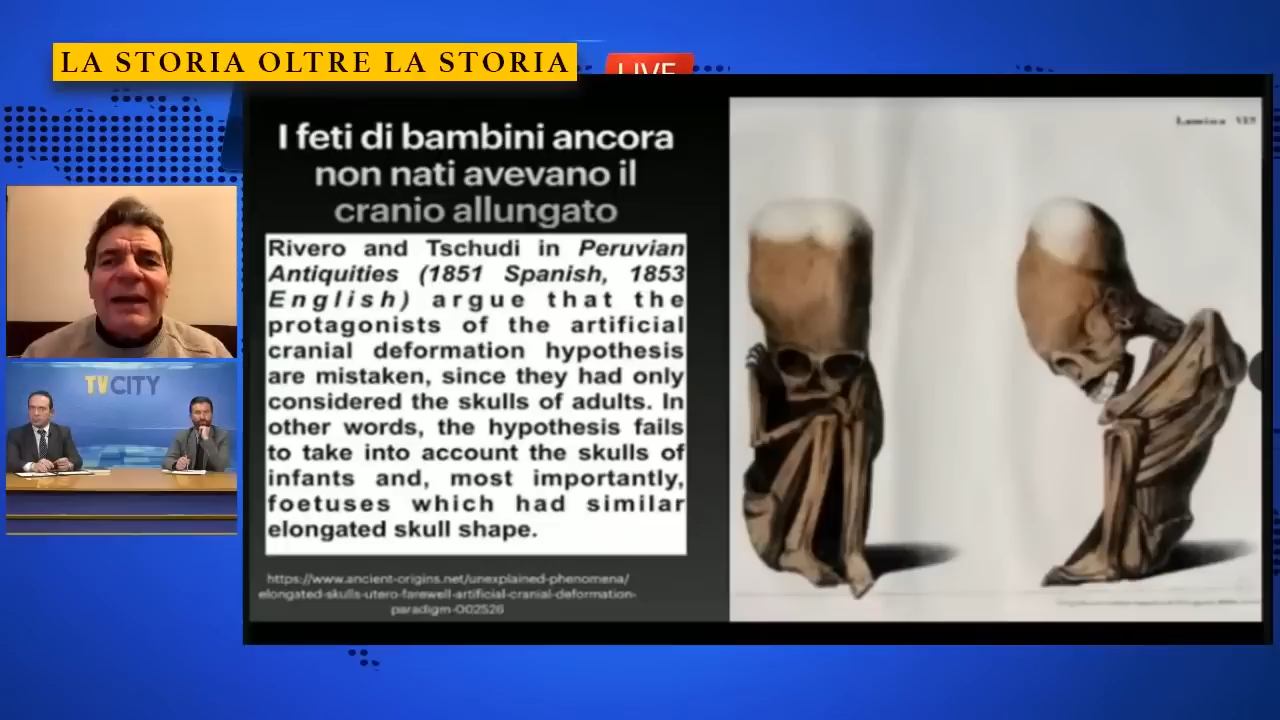 LA STORIA OLTRE LA STORIA
LIVE
TV CITY
I feti di bambini ancora
non nati avevano il
cranio allungato
Rivero and Tschudi in Peruvian
Antiquities (1851 Spanish, 1853
English) argue that the
protagonists of the artificial
cranial deformation hypothesis
are mistaken, since they had only
considered the skulls of adults. In
other words, the hypothesis fails
to take into account the skulls of
infants and, most importantly,
foetuses which had similar
elongated skull shape.
https://www.ancient-origins.net/unexplained-phenomena/
elongated-skulls-utero-farewell-artificial-cranial-deformation-
paradigm-002526